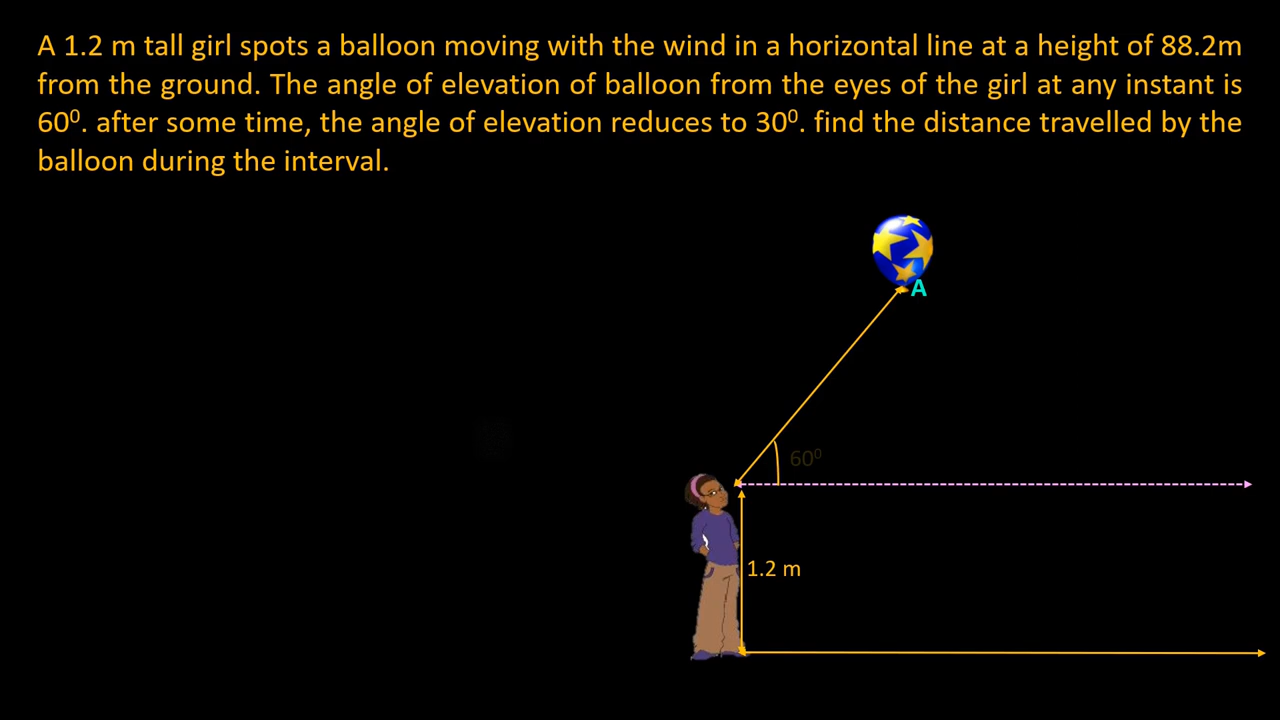 A 1.2 m tall girl spots a balloon moving with the wind in a horizontal line at a height of 88.2m
from the ground. The angle of elevation of balloon from the eyes of the girl at any instant is
60⁰. after some time, the angle of elevation reduces to 30⁰. find the distance travelled by the
balloon during the interval.
A
60⁰
1.2 m